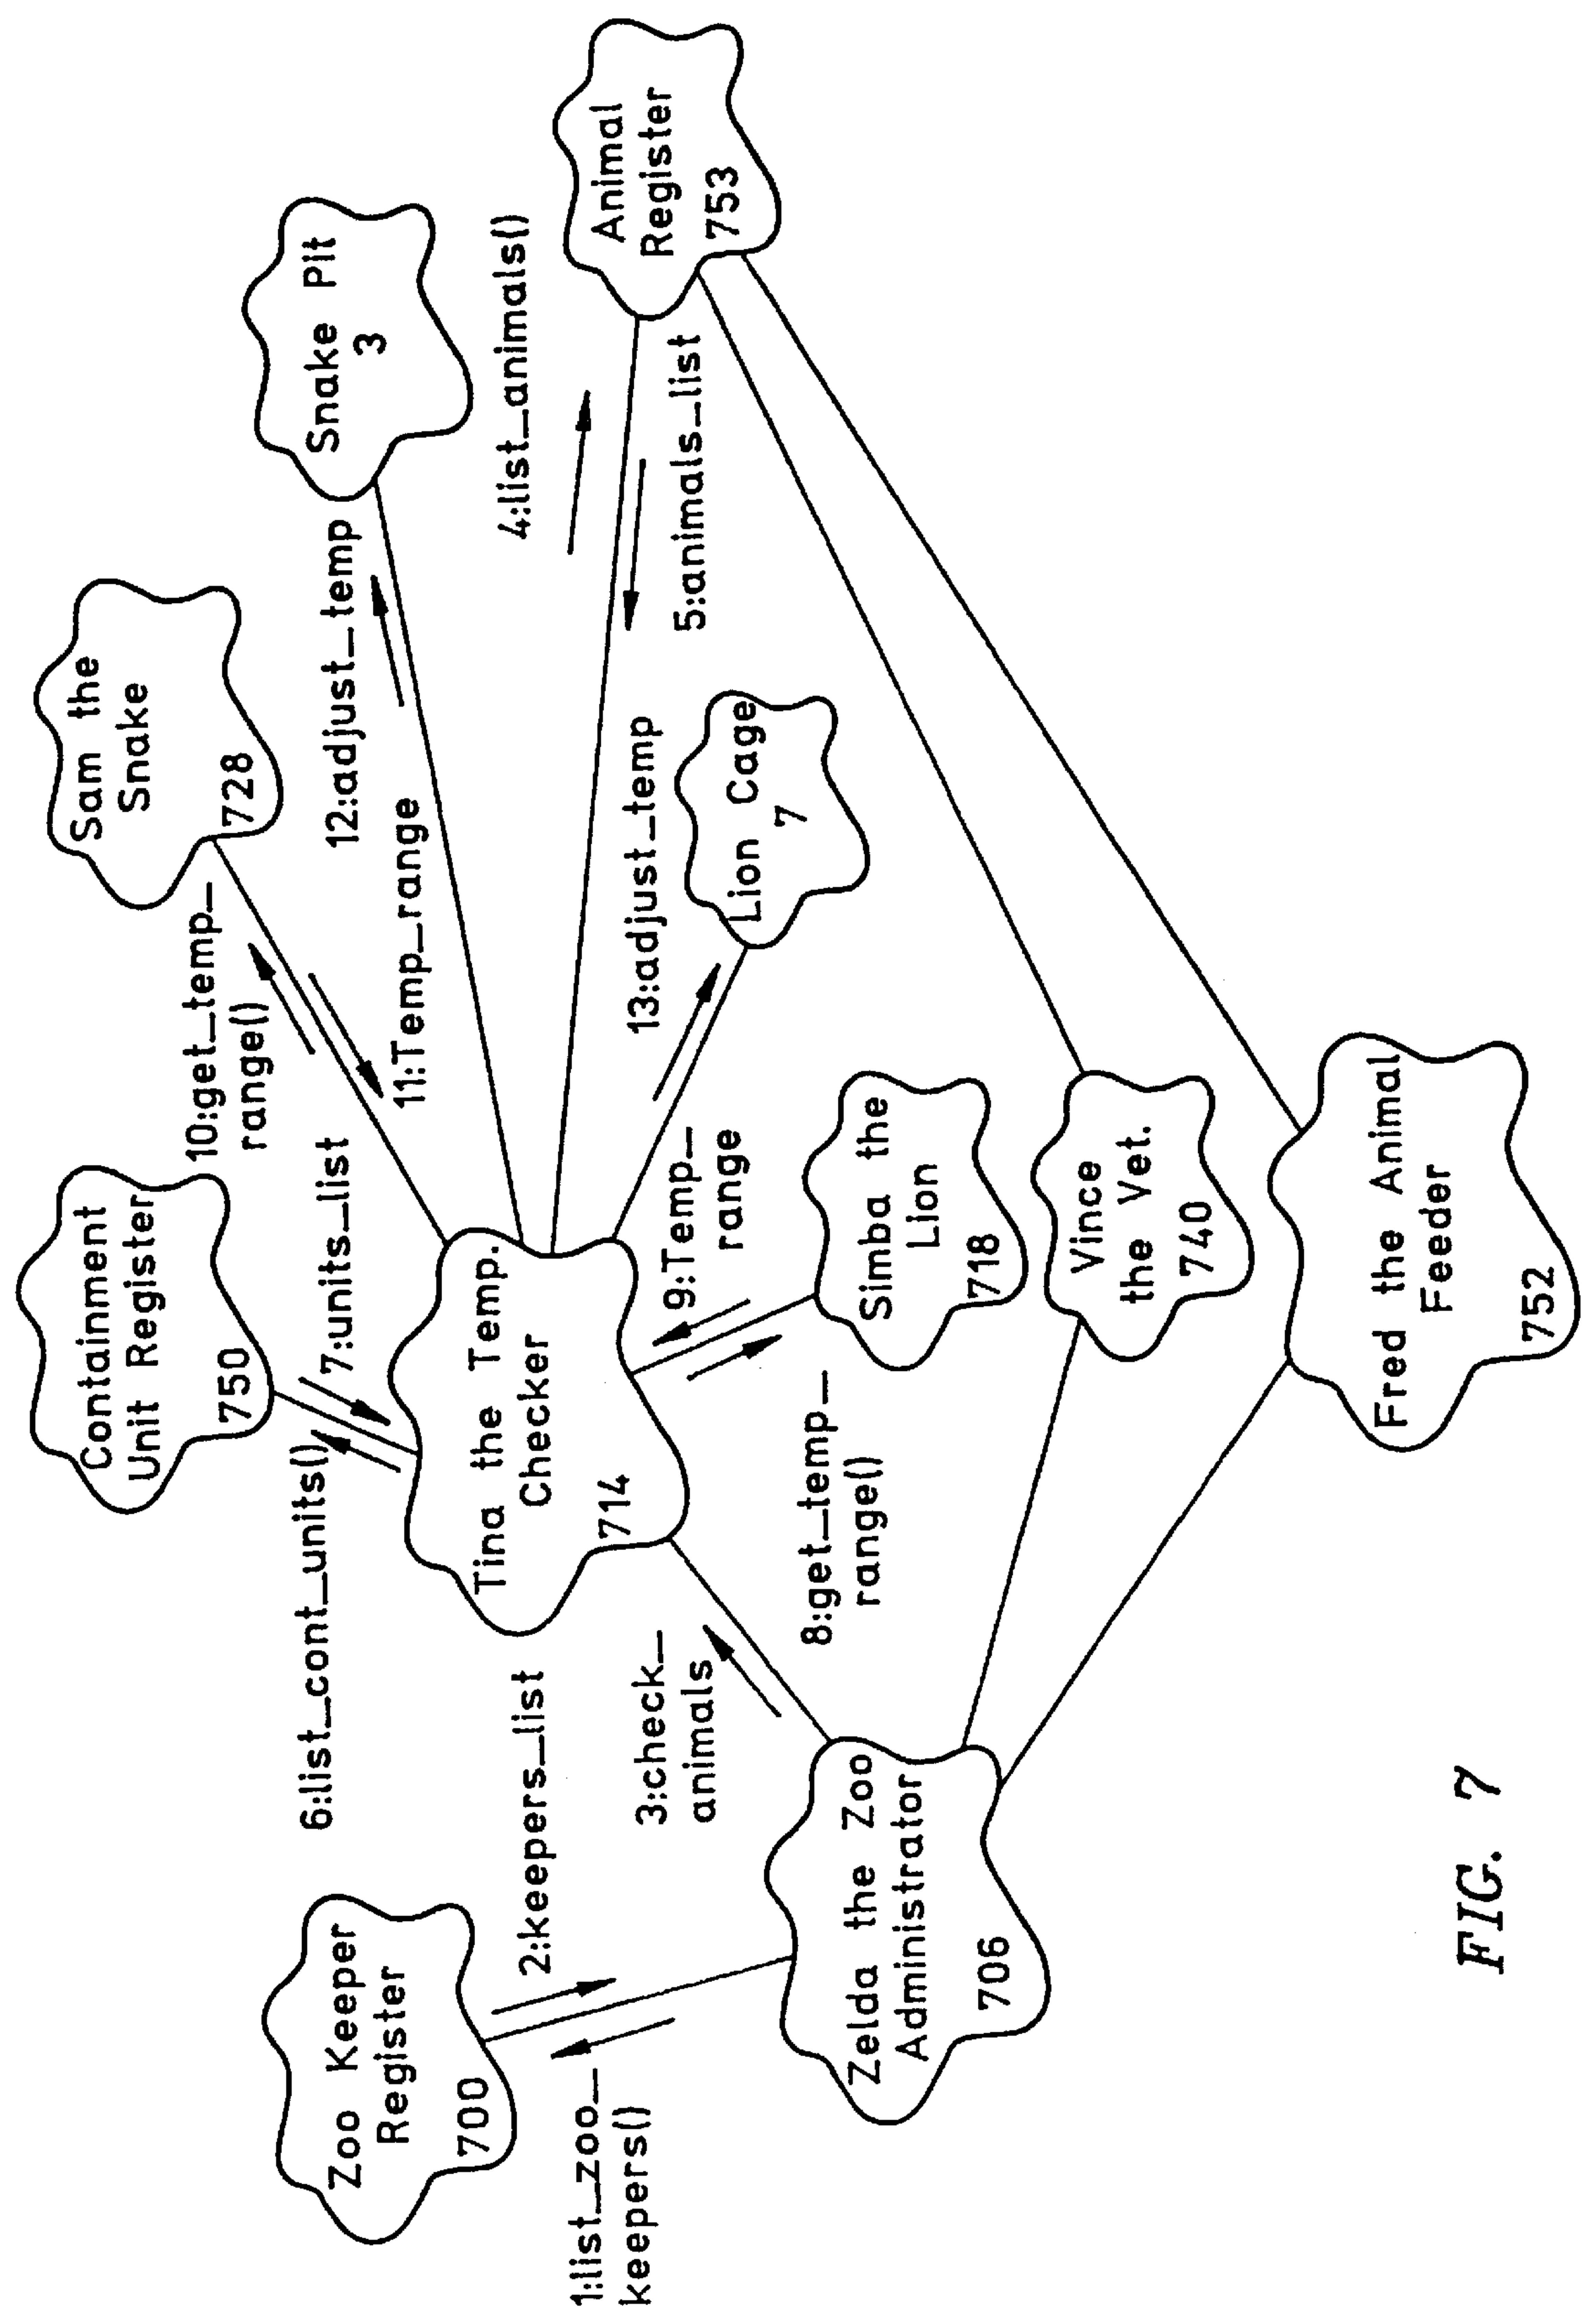 Zoo Keeper
Register
700
1:list_zoo_
keepers()
2:keepers_list
Zelda the Zoo
Administrator
706
3:check_
animals
6:list_cont_units()
7:units_list
Containment
Unit Register
750
Tina the Temp.
Checker
714
8:get_temp_
range()
9:Temp_
range
Simba the
Lion
718
Vince
the Vet.
740
Fred the Animal
Feeder
752
10:get_temp_
range()
11:Temp_range
Sam the
Snake
728
12:adjust_temp
Snake Pit
3
13:adjust_temp
Lion Cage
7
4:list_animals()
5:animals_list
Animal
Register
753
FIG. 7